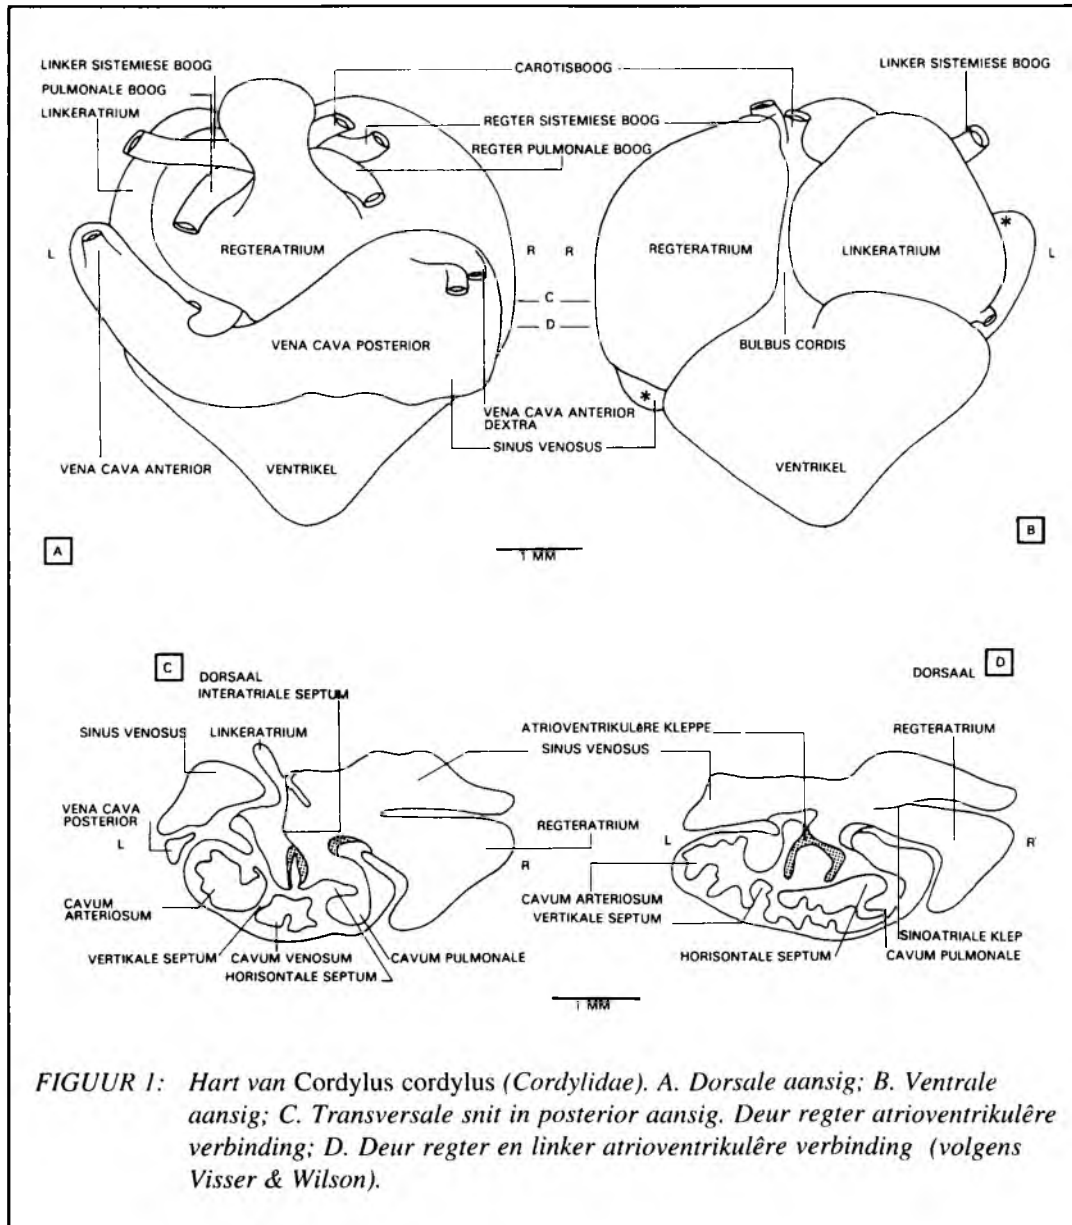 LINKER SISTEMIESE BOOG
PULMONALE BOOG
LINKERATRIUM
CAROTISBOOG
REGTER SISTEMIESE BOOG
REGTER PULMONALE BOOG
LINKER SISTEMIESE BOOG
L
REGTERATRIUM
R
R
REGTERATRIUM
LINKERATRIUM
*
L
C
D
VENA CAVA POSTERIOR
BULBUS CORDIS
*
VENA CAVA ANTERIOR
DEXTRA
SINUS VENOSUS
VENA CAVA ANTERIOR
VENTRIKEL
VENTRIKEL
A
1 MM
B
C
DORSAAL
INTERATRIALE SEPTUM
SINUS VENOSUS
LINKERATRIUM
VENA CAVA
POSTERIOR
L
CAVUM
ARTERIOSUM
VERTIKALE SEPTUM
CAVUM VENOSUM
HORISONTALE SEPTUM
CAVUM PULMONALE
R
DORSAAL
D
ATRIOVENTRIKULêRE KLEPPE
SINUS VENOSUS
REGTERATRIUM
REGTERATRIUM
L
R
CAVUM ARTERIOSUM
VERTIKALE SEPTUM
HORISONTALE SEPTUM
SINOATRIALE KLEP
CAVUM PULMONALE
1 MM
FIGUUR 1: Hart van Cordylus cordylus (Cordylidae). A. Dorsale aansig; B. Ventrale
aansig; C. Transversale snit in posterior aansig. Deur regter atrioventrikulêre
verbinding; D. Deur regter en linker atrioventrikulêre verbinding (volgens
Visser & Wilson).